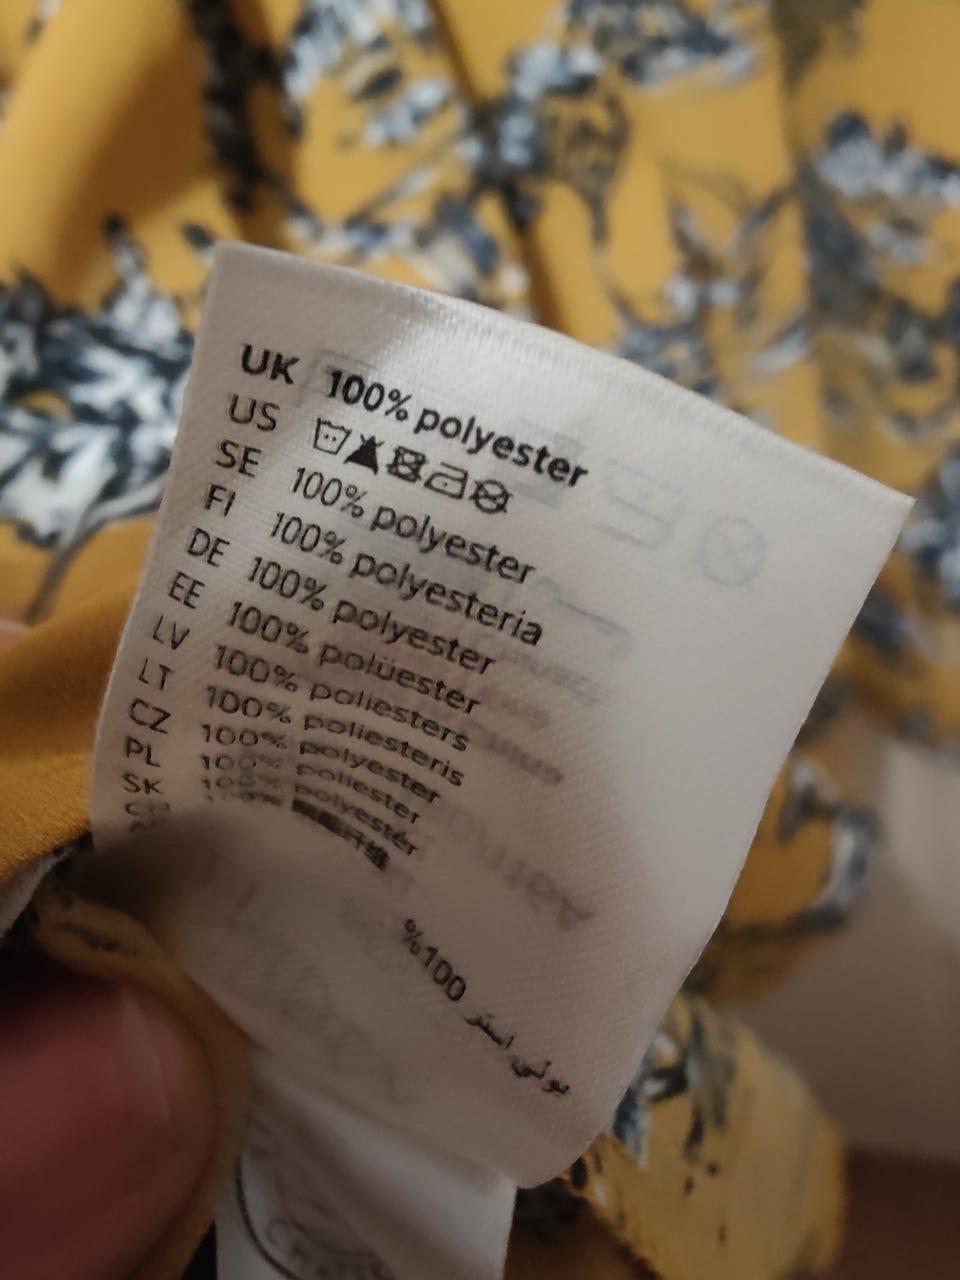 UK 100% polyester
US
SE 100% polyester
FI 100% polyesteria
DE 100% polyester
EE 100% polüester
LV 100% poliesters
LT 100% poliesteris
CZ 100% polyester
PL 100% poliester
SK 100% polyestér
%100 بولي استر